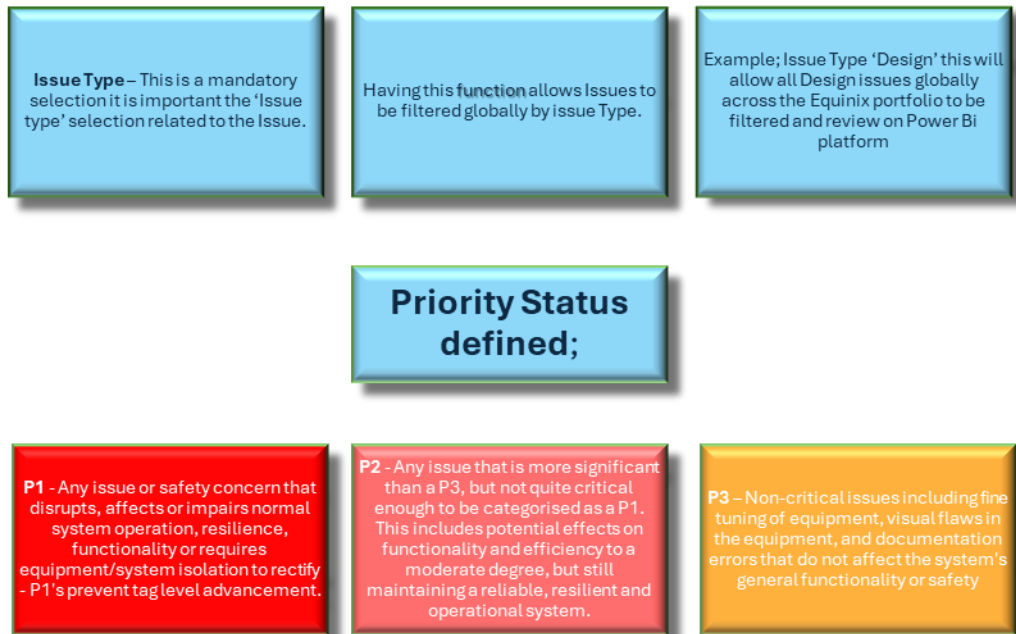 Issue Type – This is a mandatory
selection it is important the ‘Issue
type’ selection related to the Issue.
Having this function allows Issues to
be filtered globally by issue Type.
Example; Issue Type ‘Design’ this will
allow all Design issues globally
across the Equinix portfolio to be
filtered and review on Power Bi
platform
Priority Status
defined;
P1 - Any issue or safety concern that
disrupts, affects or impairs normal
system operation, resilience,
functionality or requires
equipment/system isolation to rectify
- P1's prevent tag level advancement.
P2 - Any issue that is more significant
than a P3, but not quite critical
enough to be categorised as a P1.
This includes potential effects on
functionality and efficiency to a
moderate degree, but still
maintaining a reliable, resilient and
operational system.
P3 – Non-critical issues including fine
tuning of equipment, visual flaws in
the equipment, and documentation
errors that do not affect the system's
general functionality or safety